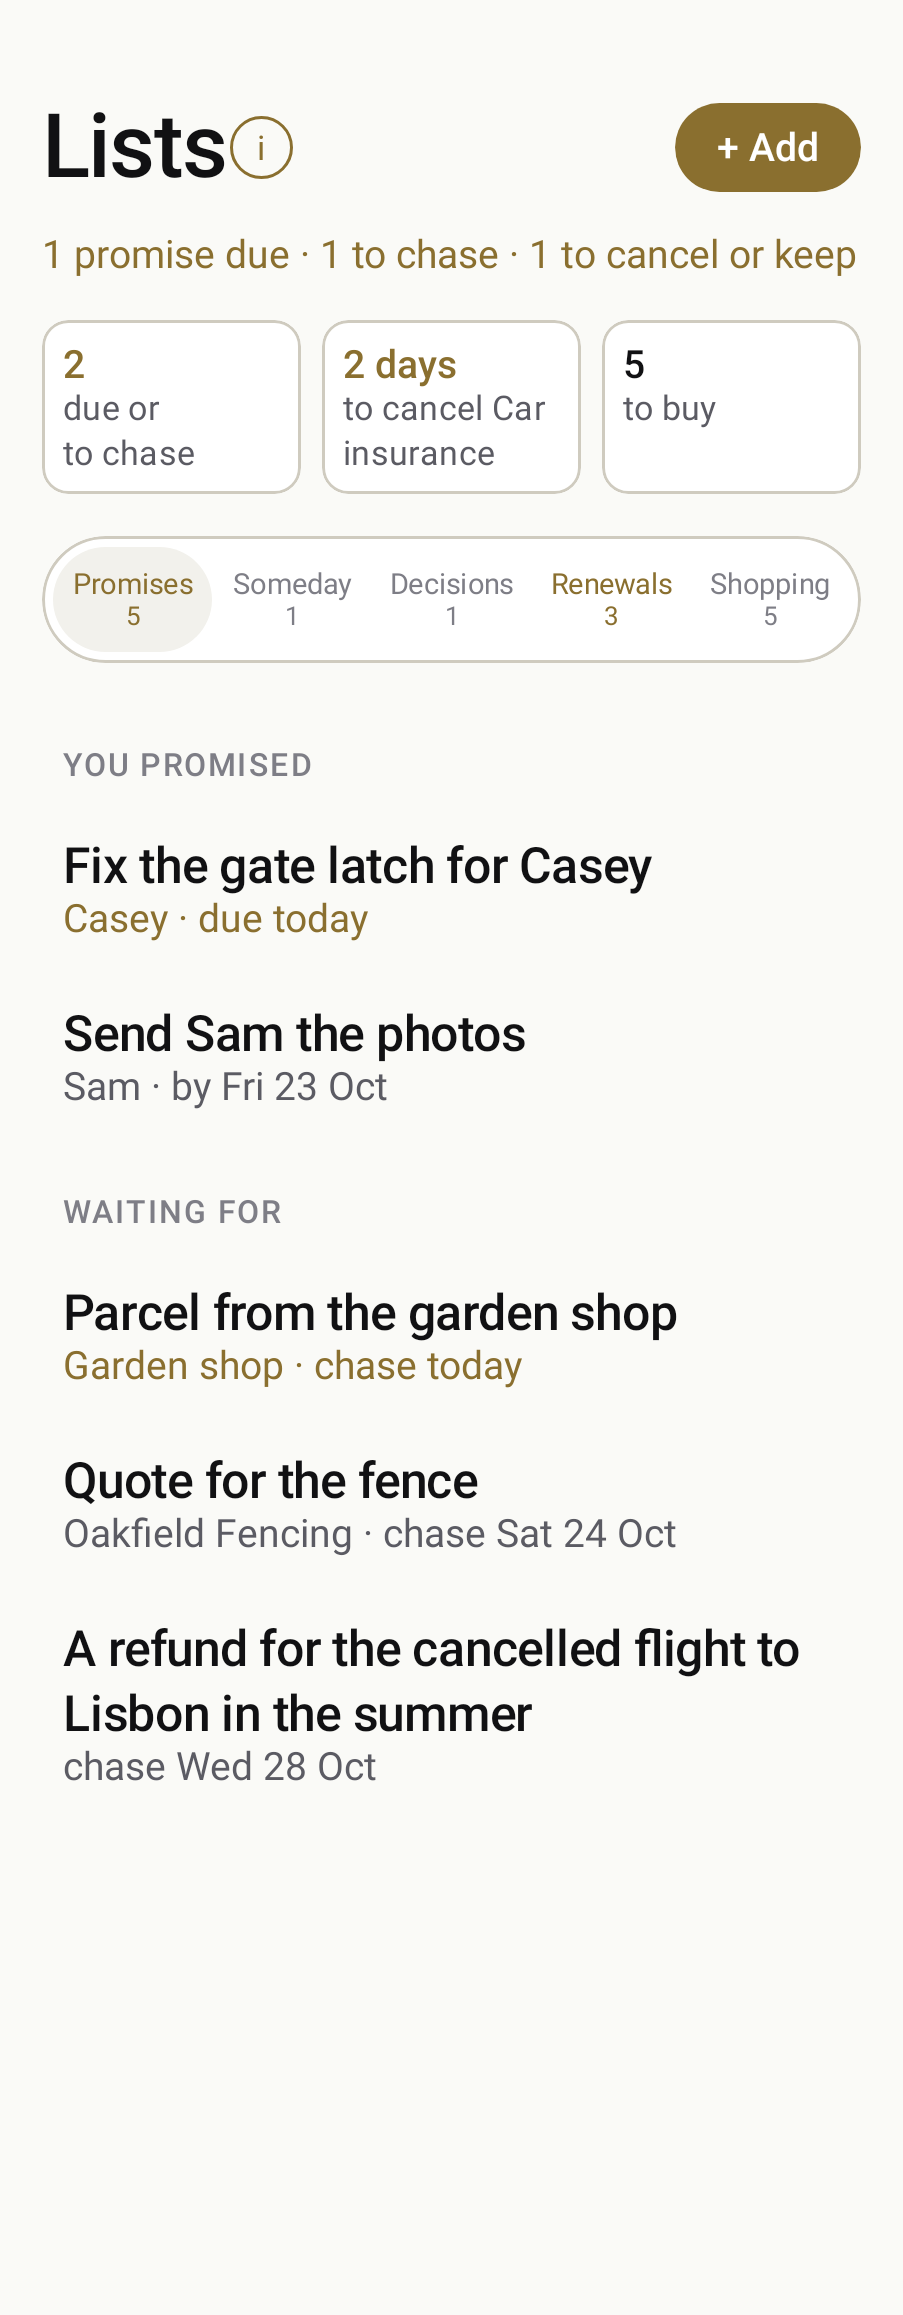 Lists i
+ Add
1 promise due · 1 to chase · 1 to cancel or keep
2
due or
to chase
2 days
to cancel Car
insurance
5
to buy
Promises
5
Someday
1
Decisions
1
Renewals
3
Shopping
5
YOU PROMISED
Fix the gate latch for Casey
Casey · due today
Send Sam the photos
Sam · by Fri 23 Oct
WAITING FOR
Parcel from the garden shop
Garden shop · chase today
Quote for the fence
Oakfield Fencing · chase Sat 24 Oct
A refund for the cancelled flight to
Lisbon in the summer
chase Wed 28 Oct